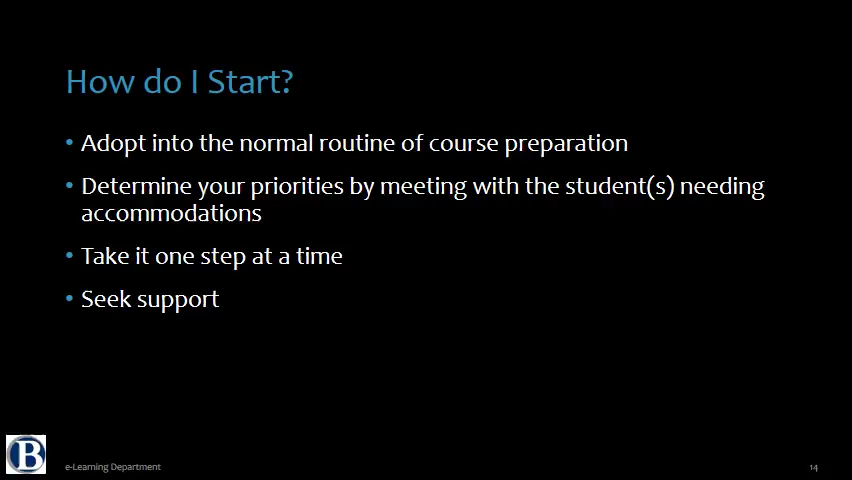 How do I Start?
• Adopt into the normal routine of course preparation
• Determine your priorities by meeting with the student(s) needing
accommodations
• Take it one step at a time
• Seek support
B
e-Learning Department
14